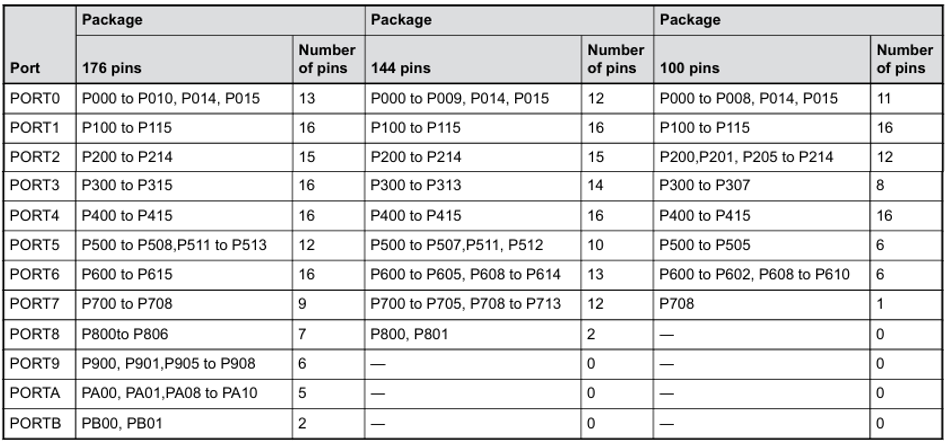 Package Package Package
Port 176 pins Number of pins 144 pins Number of pins 100 pins Number of pins
PORT0 P000 to P010, P014, P015 13 P000 to P009, P014, P015 12 P000 to P008, P014, P015 11
PORT1 P100 to P115 16 P100 to P115 16 P100 to P115 16
PORT2 P200 to P214 15 P200 to P214 15 P200,P201, P205 to P214 12
PORT3 P300 to P315 16 P300 to P313 14 P300 to P307 8
PORT4 P400 to P415 16 P400 to P415 16 P400 to P415 16
PORT5 P500 to P508,P511 to P513 12 P500 to P507,P511, P512 10 P500 to P505 6
PORT6 P600 to P615 16 P600 to P605, P608 to P614 13 P600 to P602, P608 to P610 6
PORT7 P700 to P708 9 P700 to P705, P708 to P713 12 P708 1
PORT8 P800to P806 7 P800, P801 2 — 0
PORT9 P900, P901,P905 to P908 6 — 0 — 0
PORTA PA00, PA01,PA08 to PA10 5 — 0 — 0
PORTB PB00, PB01 2 — 0 — 0